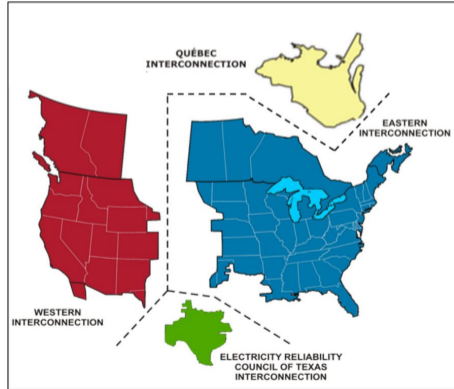 QUÉBEC
INTERCONNECTION
EASTERN
INTERCONNECTION
WESTERN
INTERCONNECTION
ELECTRICITY RELIABILITY
COUNCIL OF TEXAS
INTERCONNECTION